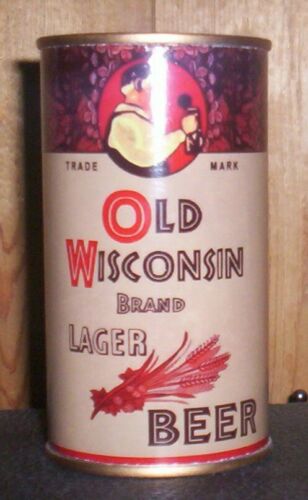 TRADE MARK
OLD
WISCONSIN
BRAND
LAGER
BEER